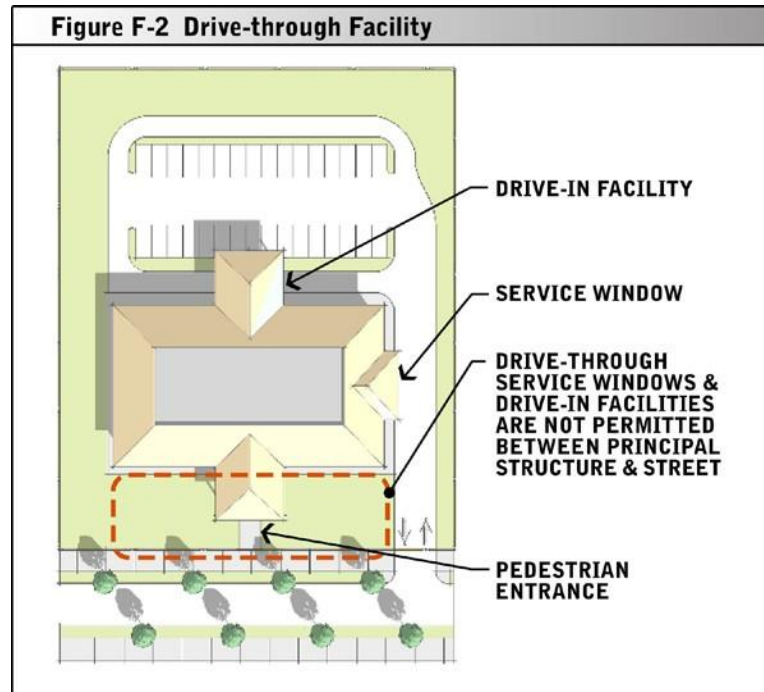 Figure F-2 Drive-through Facility
DRIVE-IN FACILITY
SERVICE WINDOW
DRIVE-THROUGH
SERVICE WINDOWS &
DRIVE-IN FACILITIES
ARE NOT PERMITTED
BETWEEN PRINCIPAL
STRUCTURE & STREET
PEDESTRIAN
ENTRANCE